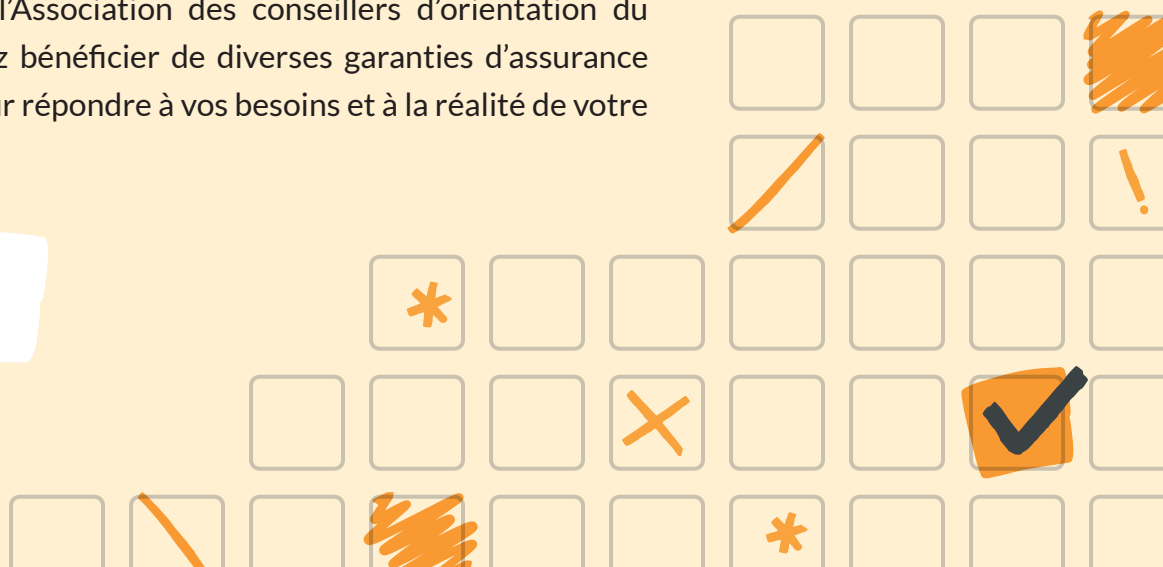 l’Association des conseillers d’orientation du
bénéficier de diverses garanties d’assurance
répondre à vos besoins et à la réalité de votre